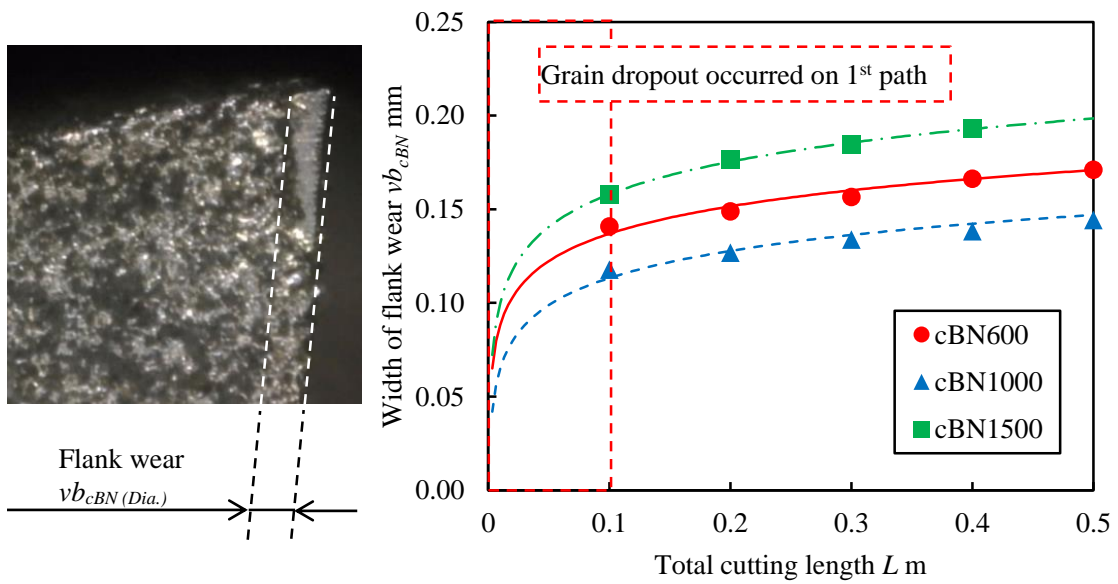 Flank wear
vb_cBN (Dia.)
Width of flank wear vb_cBN mm
0.25
0.20
0.15
0.10
0.05
0.00
Grain dropout occurred on 1st path
cBN600
cBN1000
cBN1500
0 0.1 0.2 0.3 0.4 0.5
Total cutting length L m